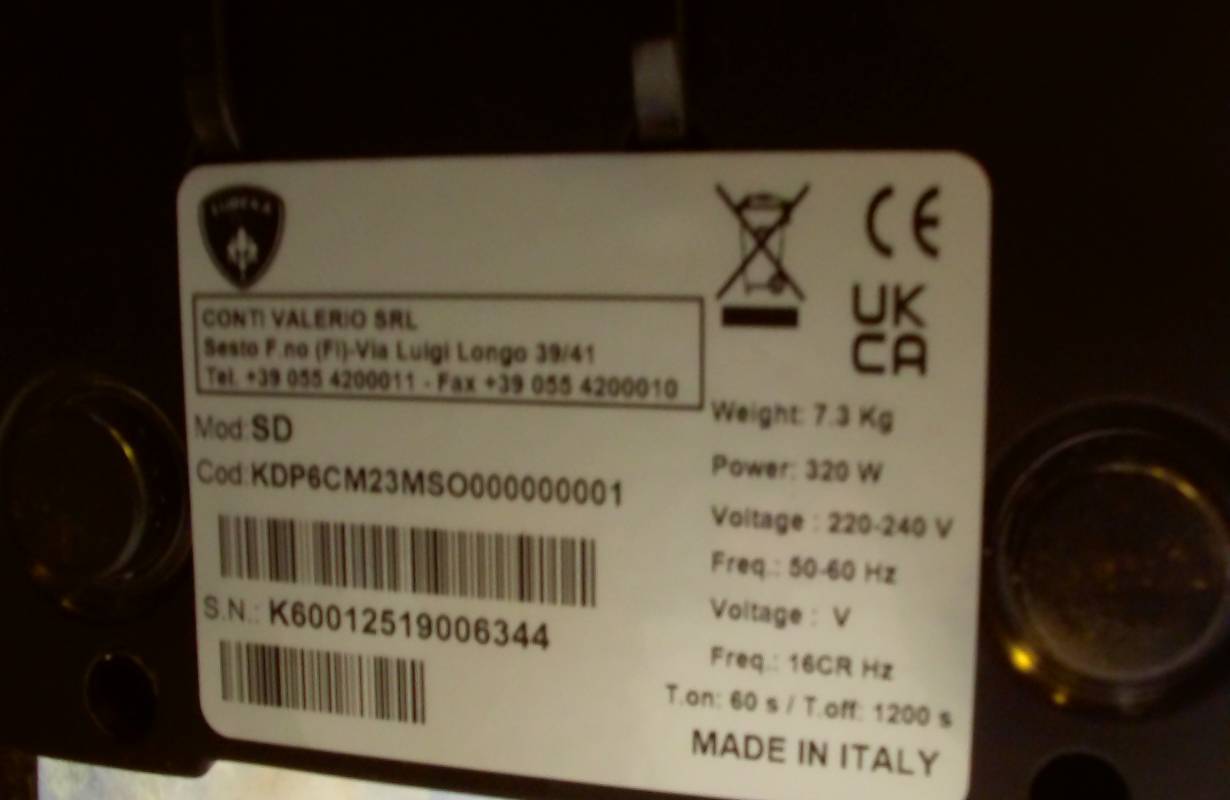 EUREKA
CONTI VALERIO SRL
Sesto F.no (FI)-Via Luigi Longo 39/41
Tel. +39 055 4200011 - Fax +39 055 4200010
Mod:SD
Cod:KDP6CM23MSO000000001
S.N.: K60012519006344
CE
UK
CA
Weight: 7.3 Kg
Power: 320 W
Voltage : 220-240 V
Freq.: 50-60 Hz
Voltage : V
Freq.: 16CR Hz
T.on: 60 s / T.off: 1200 s
MADE IN ITALY